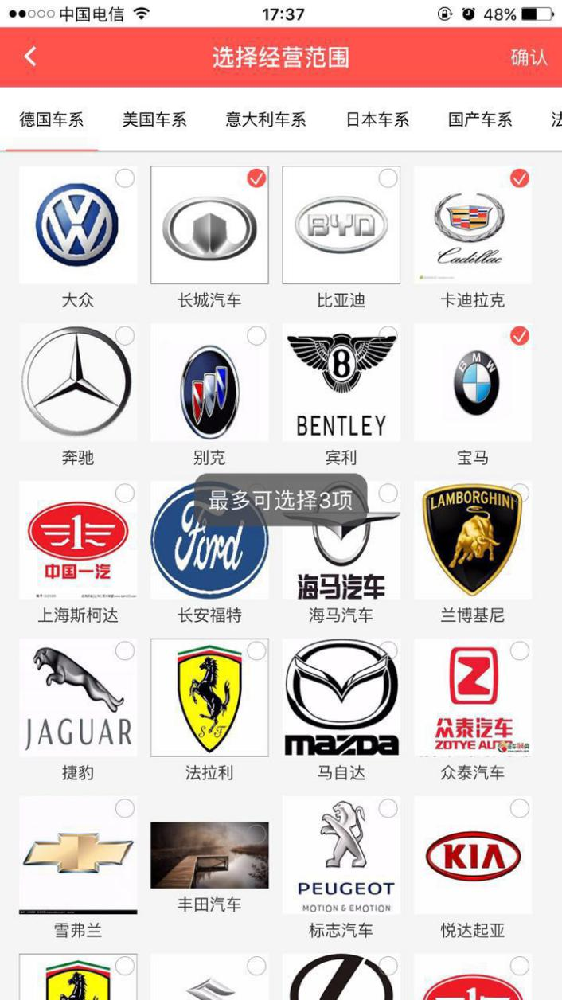 中国电信 17:37 48%
选择经营范围 确认
德国车系 美国车系 意大利车系 日本车系 国产车系 法
BYD
Cadillac
大众 长城汽车 比亚迪 卡迪拉克
B
BENTLEY
BMW
奔驰 别克 宾利 宝马
最多可选择3项
中国一汽
Ford
海马汽车
LAMBORGHINI
上海斯柯达 长安福特 海马汽车 兰博基尼
JAGUAR
S F
mazda
众泰汽车
ZOTYE AUTO
捷豹 法拉利 马自达 众泰汽车
PEUGEOT
MOTION & EMOTION
KIA
雪弗兰 丰田汽车 标志汽车 悦达起亚